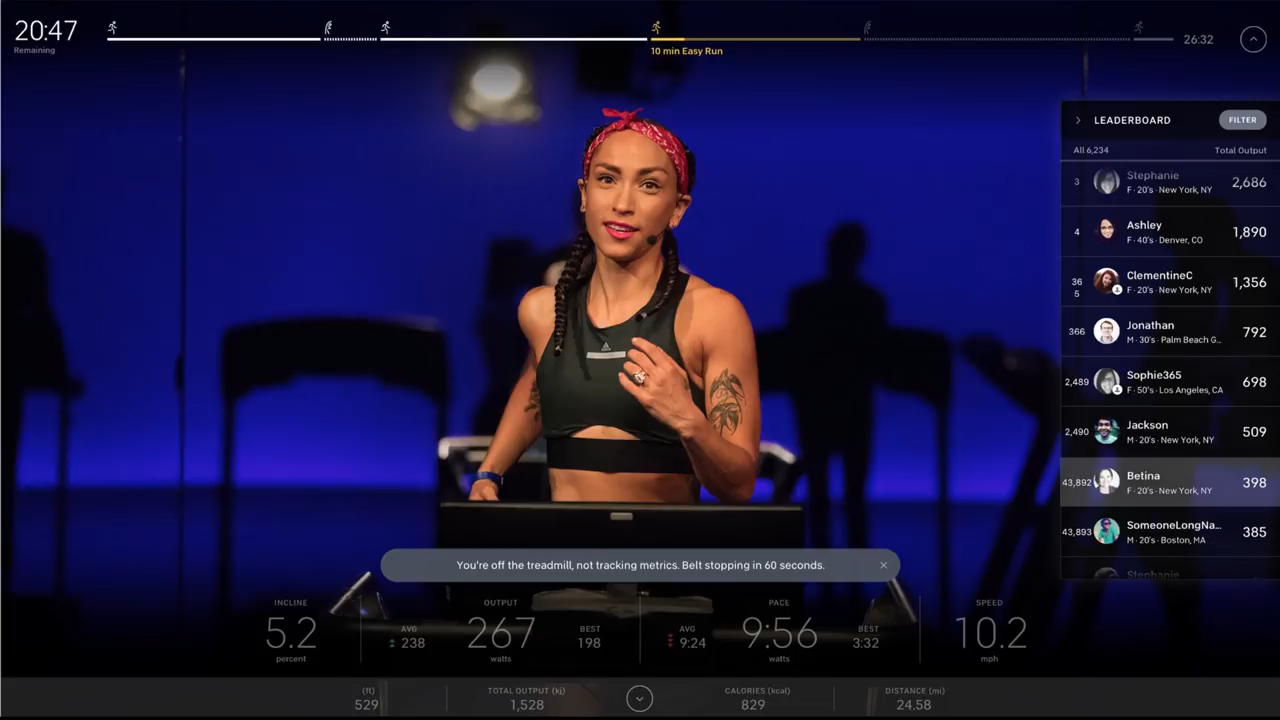 20:47
Remaining
10 min Easy Run
26:32
LEADERBOARD
FILTER
All 6,234
Total Output
3
Stephanie
F · 20's · New York, NY
2,686
4
Ashley
F · 40's · Denver, CO
1,890
36
5
ClementineC
F · 20's · New York, NY
1,356
366
Jonathan
M · 30's · Palm Beach G...
792
2,489
Sophie365
F · 50's · Los Angeles, CA
698
2,490
Jackson
M · 20's · New York, NY
509
43,892
Betina
F · 20's · New York, NY
398
43,893
SomeoneLongNa...
M · 20's · Boston, MA
385
Stephanie
You're off the treadmill, not tracking metrics. Belt stopping in 60 seconds.
INCLINE
5.2
percent
AVG
238
OUTPUT
267
watts
BEST
198
AVG
9:24
PACE
9:56
watts
BEST
3:32
SPEED
10.2
mph
(ft)
529
TOTAL OUTPUT (kj)
1,528
CALORIES (kcal)
829
DISTANCE (mi)
24.58